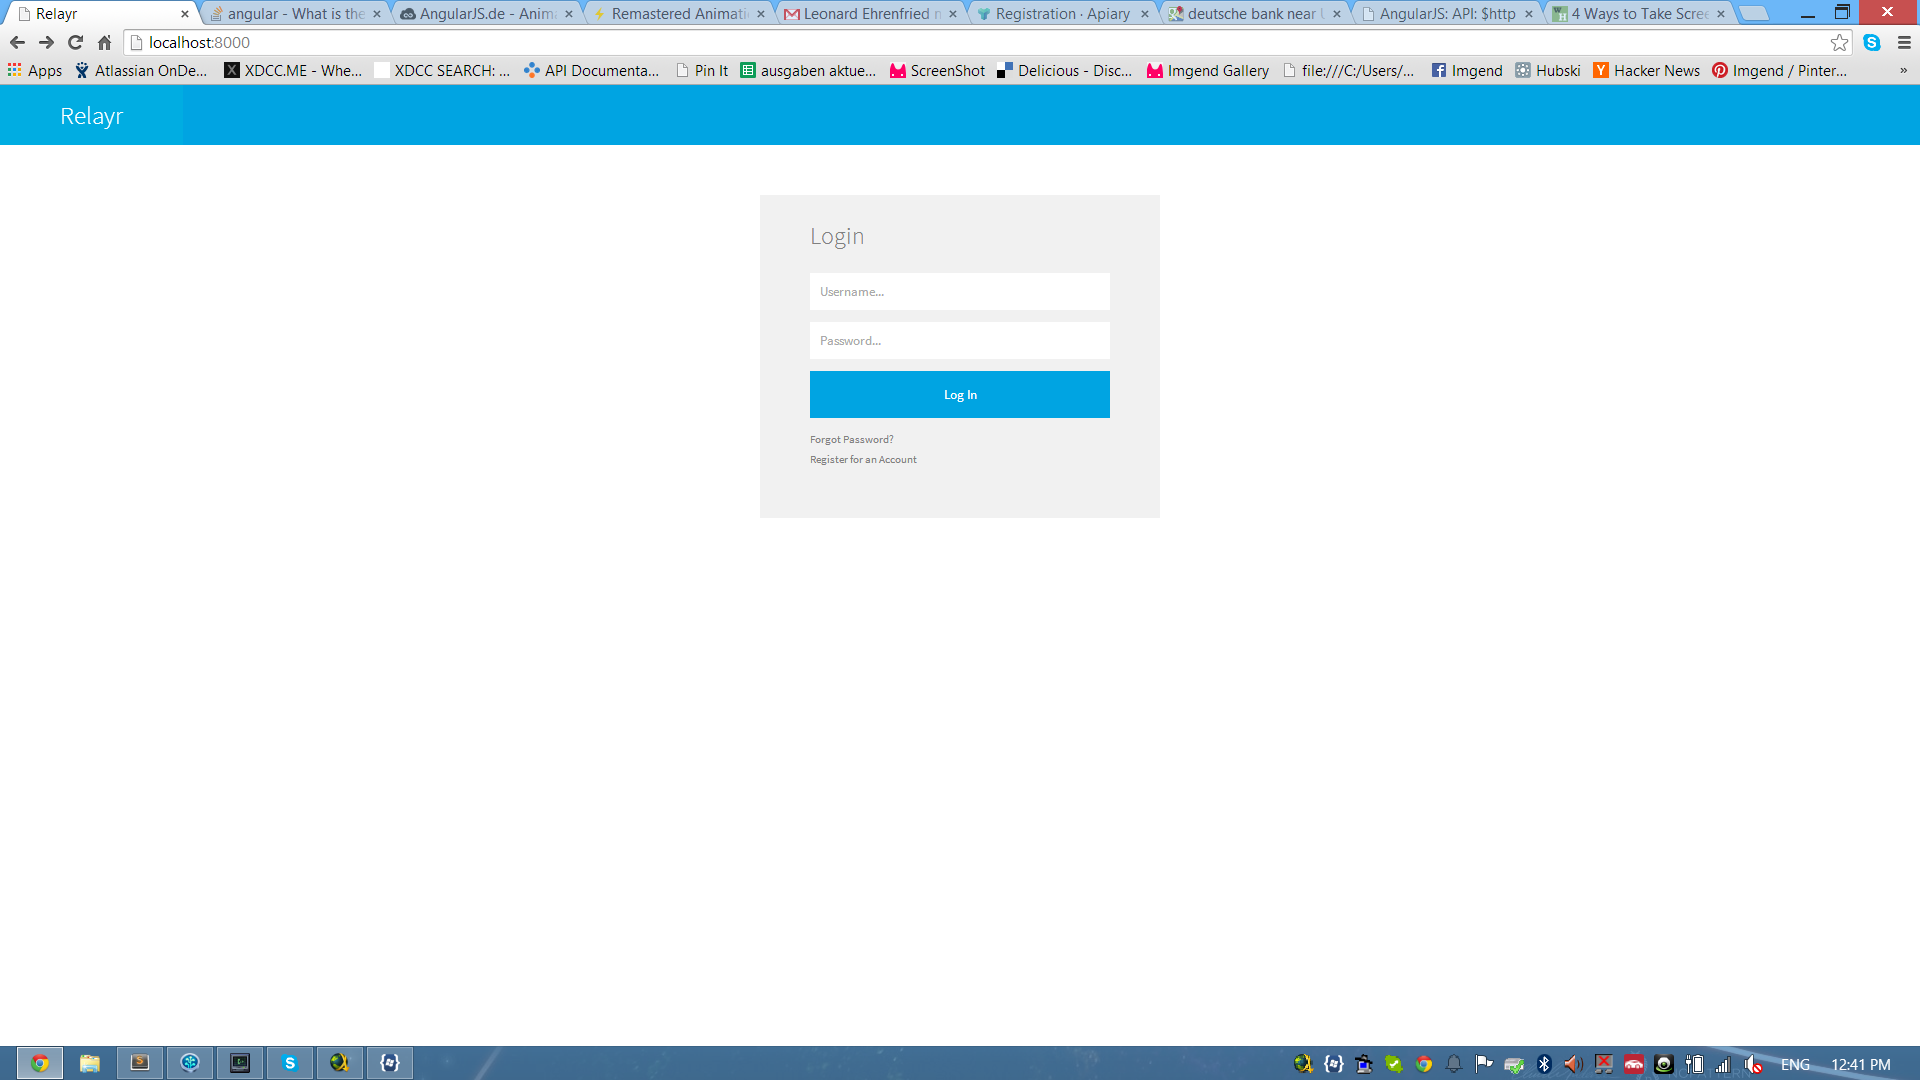 Relayr
angular - What is the
AngularJS.de - Anim
Remastered Animati
Leonard Ehrenfried
Registration · Apiary
deutsche bank near
AngularJS: API: $http
4 Ways to Take Scree
localhost:8000
Apps
Atlassian OnDe...
XDCC.ME - Whe...
XDCC SEARCH: ...
API Documenta...
Pin It
ausgaben aktue...
ScreenShot
Delicious - Disc...
Imgend Gallery
file:///C:/Users/...
Imgend
Hubski
Hacker News
Imgend / Pinter...
»
Relayr
Login
Username...
Password...
Log In
Forgot Password?
Register for an Account
ENG
12:41 PM